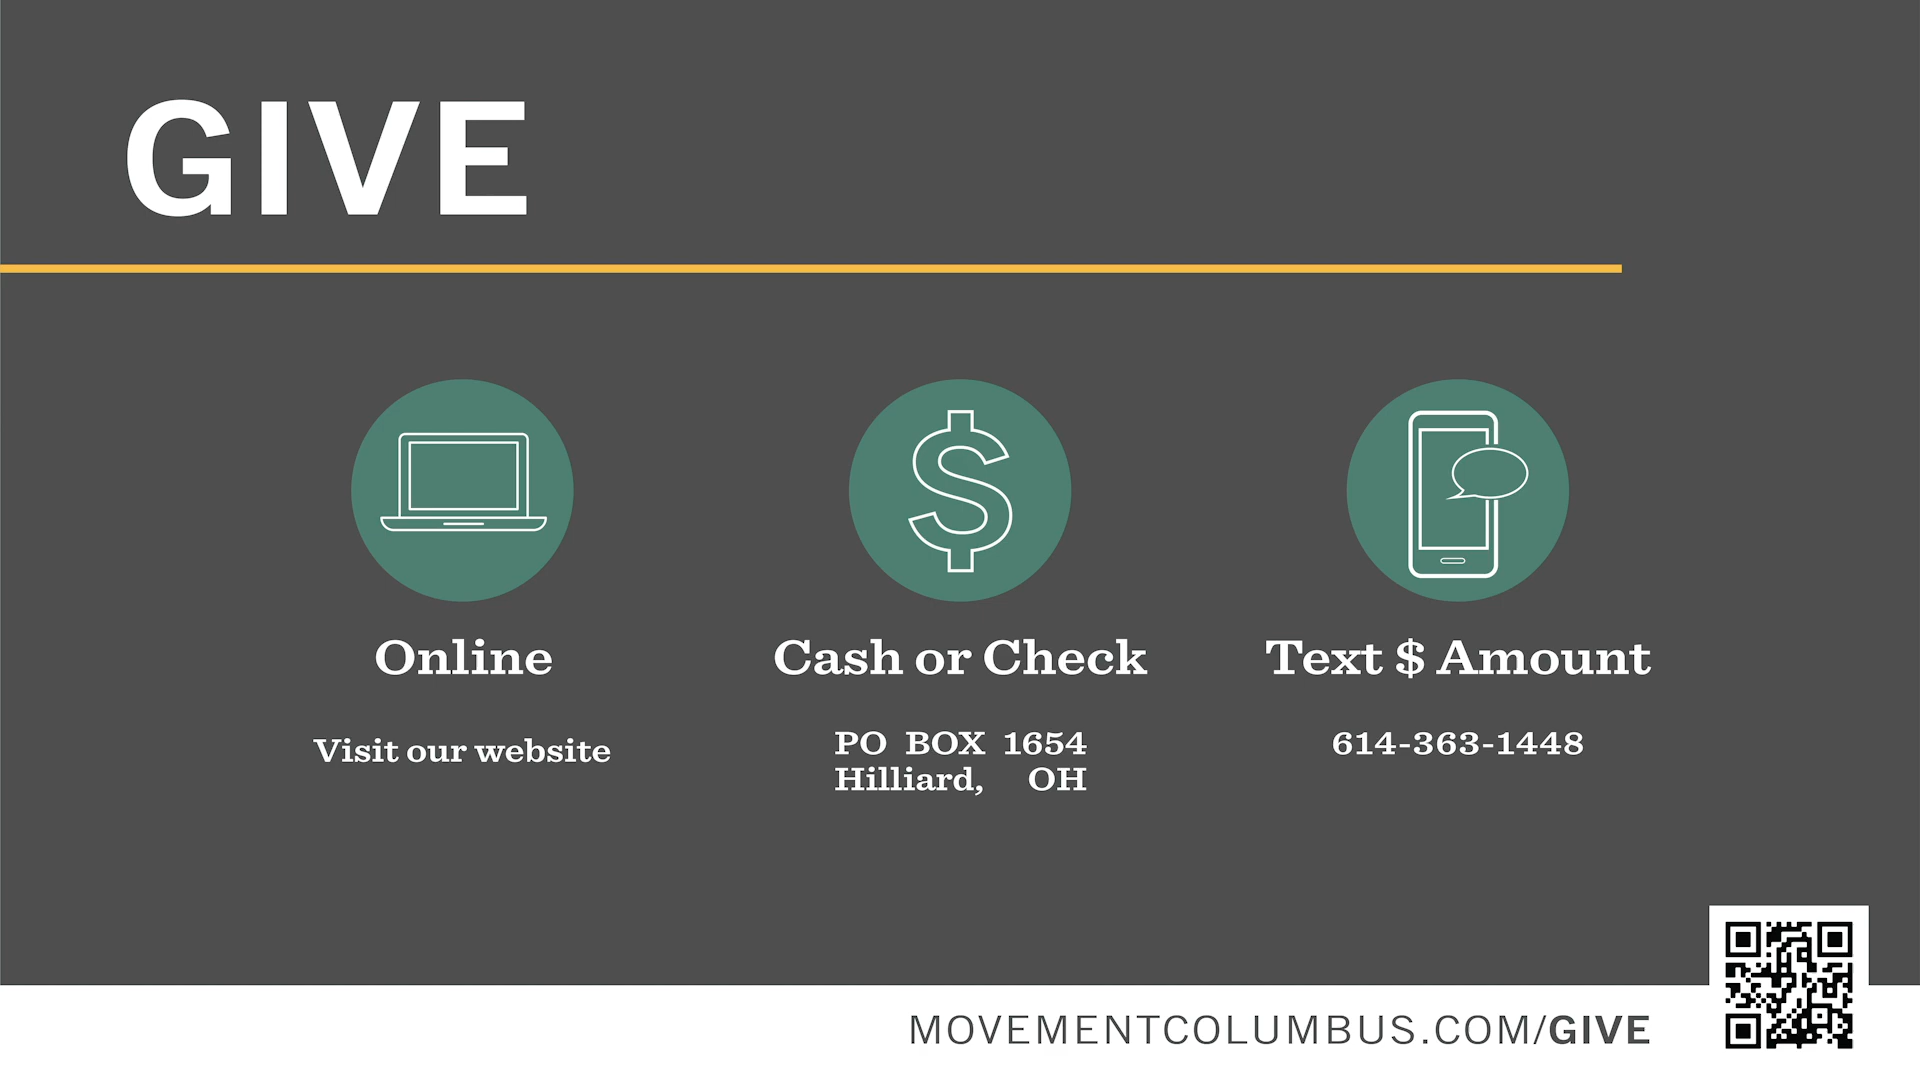 GIVE
Online
Visit our website
Cash or Check
PO BOX 1654
Hilliard, OH
Text $ Amount
614-363-1448
MOVEMENTCOLUMBUS.COM/GIVE